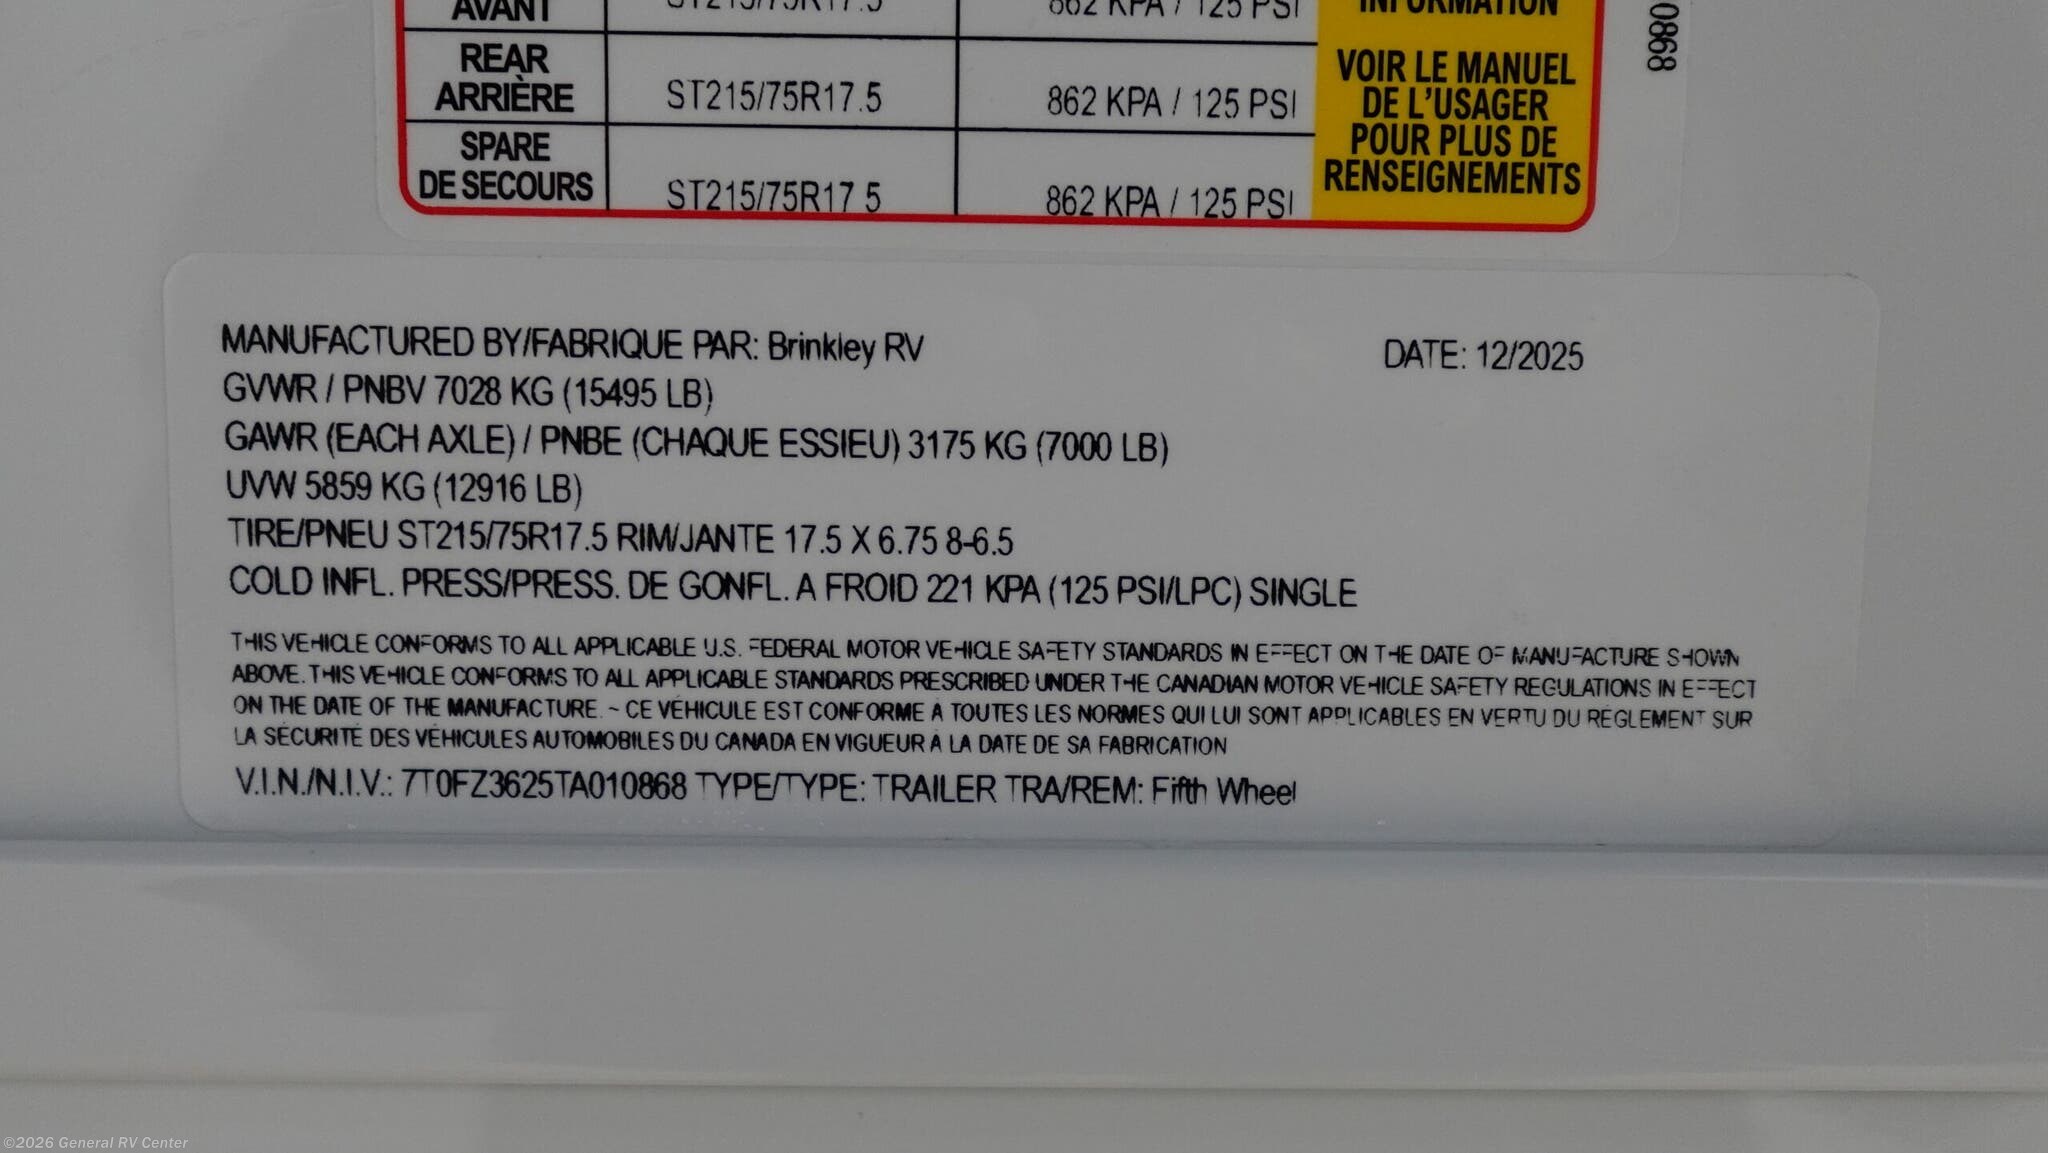 AVANT ST215/75R17.5 862 KPA / 125 PSI INFORMATION
REAR
ARRIÈRE ST215/75R17.5 862 KPA / 125 PSI
SPARE
DE SECOURS ST215/75R17 5 862 KPA / 125 PSI
VOIR LE MANUEL
DE L'USAGER
POUR PLUS DE
RENSEIGNEMENTS
0868
MANUFACTURED BY/FABRIQUE PAR: Brinkley RV DATE: 12/2025
GVWR / PNBV 7028 KG (15495 LB)
GAWR (EACH AXLE) / PNBE (CHAQUE ESSIEU) 3175 KG (7000 LB)
UVW 5859 KG (12916 LB)
TIRE/PNEU ST215/75R17.5 RIM/JANTE 17.5 X 6.75 8-6.5
COLD INFL. PRESS/PRESS. DE GONFL. A FROID 221 KPA (125 PSI/LPC) SINGLE
THIS VEHICLE CONFORMS TO ALL APPLICABLE U.S. FEDERAL MOTOR VEHICLE SAFETY STANDARDS IN EFFECT ON THE DATE OF MANUFACTURE SHOWN
ABOVE. THIS VEHICLE CONFORMS TO ALL APPLICABLE STANDARDS PRESCRIBED UNDER THE CANADIAN MOTOR VEHICLE SAFETY REGULATIONS IN EFFECT
ON THE DATE OF THE MANUFACTURE. ~ CE VÉHICULE EST CONFORME À TOUTES LES NORMES QUI LUI SONT APPLICABLES EN VERTU DU RÈGLEMENT SUR
LA SÉCURITÉ DES VÉHICULES AUTOMOBILES DU CANADA EN VIGUEUR À LA DATE DE SA FABRICATION
V.I.N./N.I.V.: 7T0FZ3625TA010868 TYPE/TYPE: TRAILER TRA/REM: Fifth Wheel
©2026 General RV Center